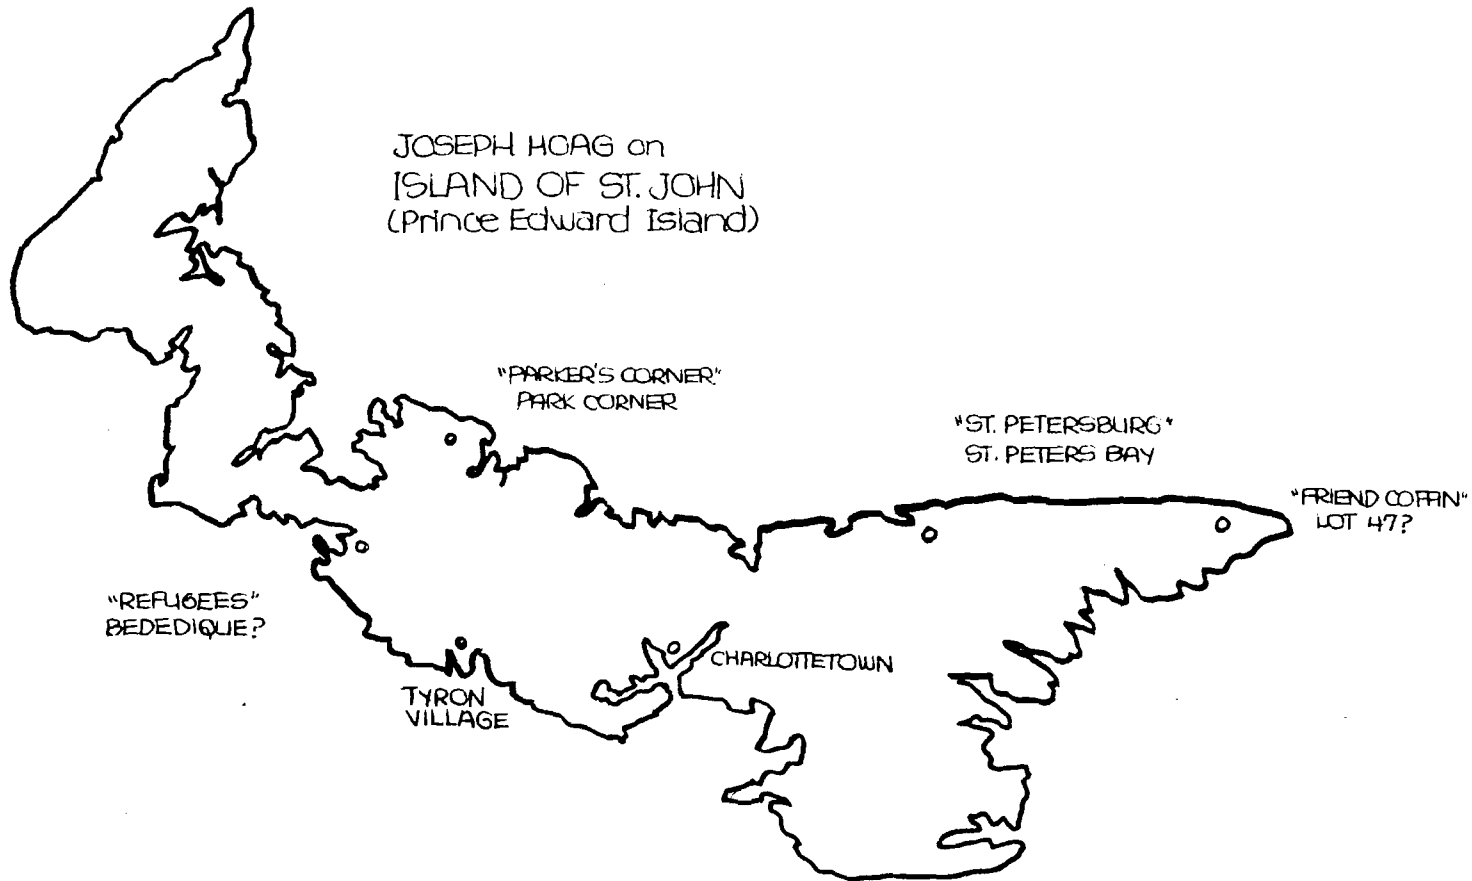 JOSEPH HOAG on
ISLAND OF ST. JOHN
(Prince Edward Island)
"PARKER'S CORNER"
PARK CORNER
"ST. PETERSBURG"
ST. PETERS BAY
"FRIEND COFFIN"
LOT 47?
"REFUGEES"
BEDEDIQUE?
CHARLOTTETOWN
TYRON
VILLAGE